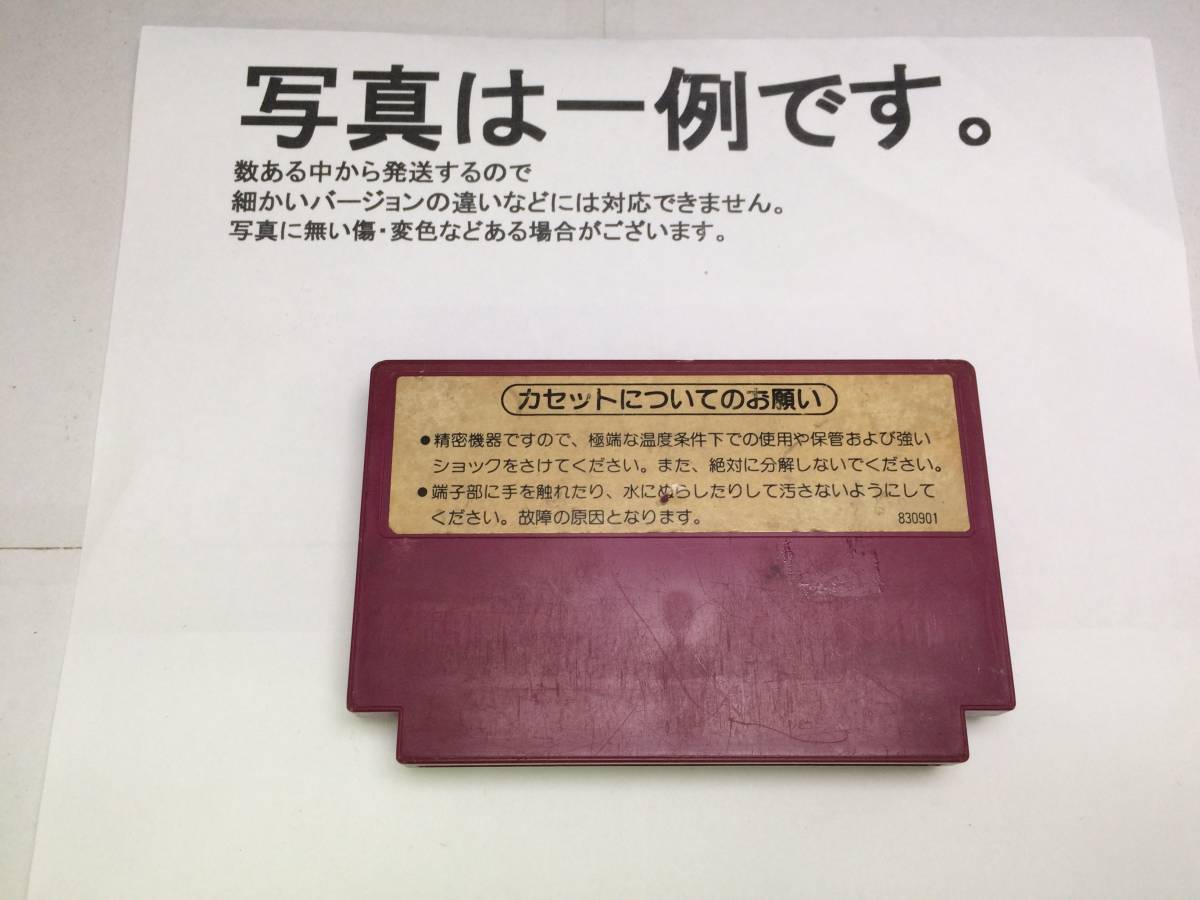 写真は一例です。
数ある中から発送するので
細かいバージョンの違いなどには対応できません。
写真に無い傷・変色などある場合がございます。
カセットについてのお願い
●精密機器ですので、極端な温度条件下での使用や保管および強い
ショックをさけてください。また、絶対に分解しないでください。
●端子部に手を触れたり、水にぬらしたりして汚さないようにして
ください。故障の原因となります。 830901